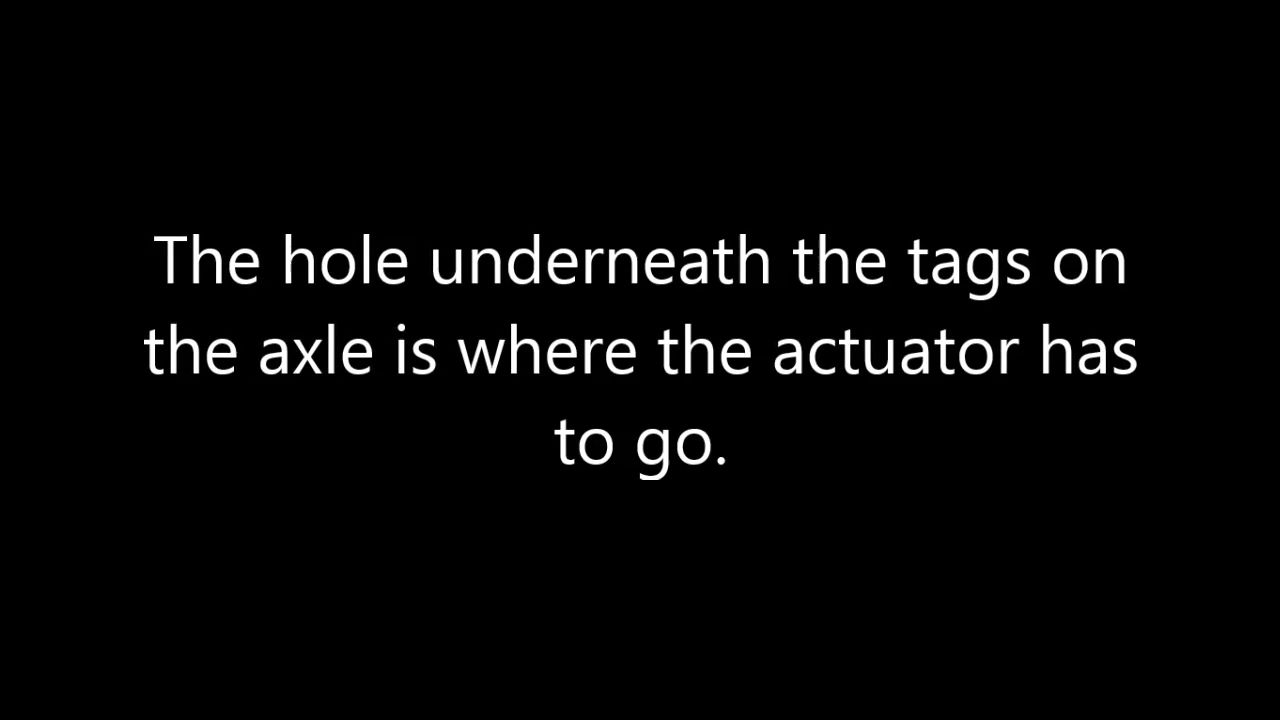 The hole underneath the tags on
the axle is where the actuator has
to go.